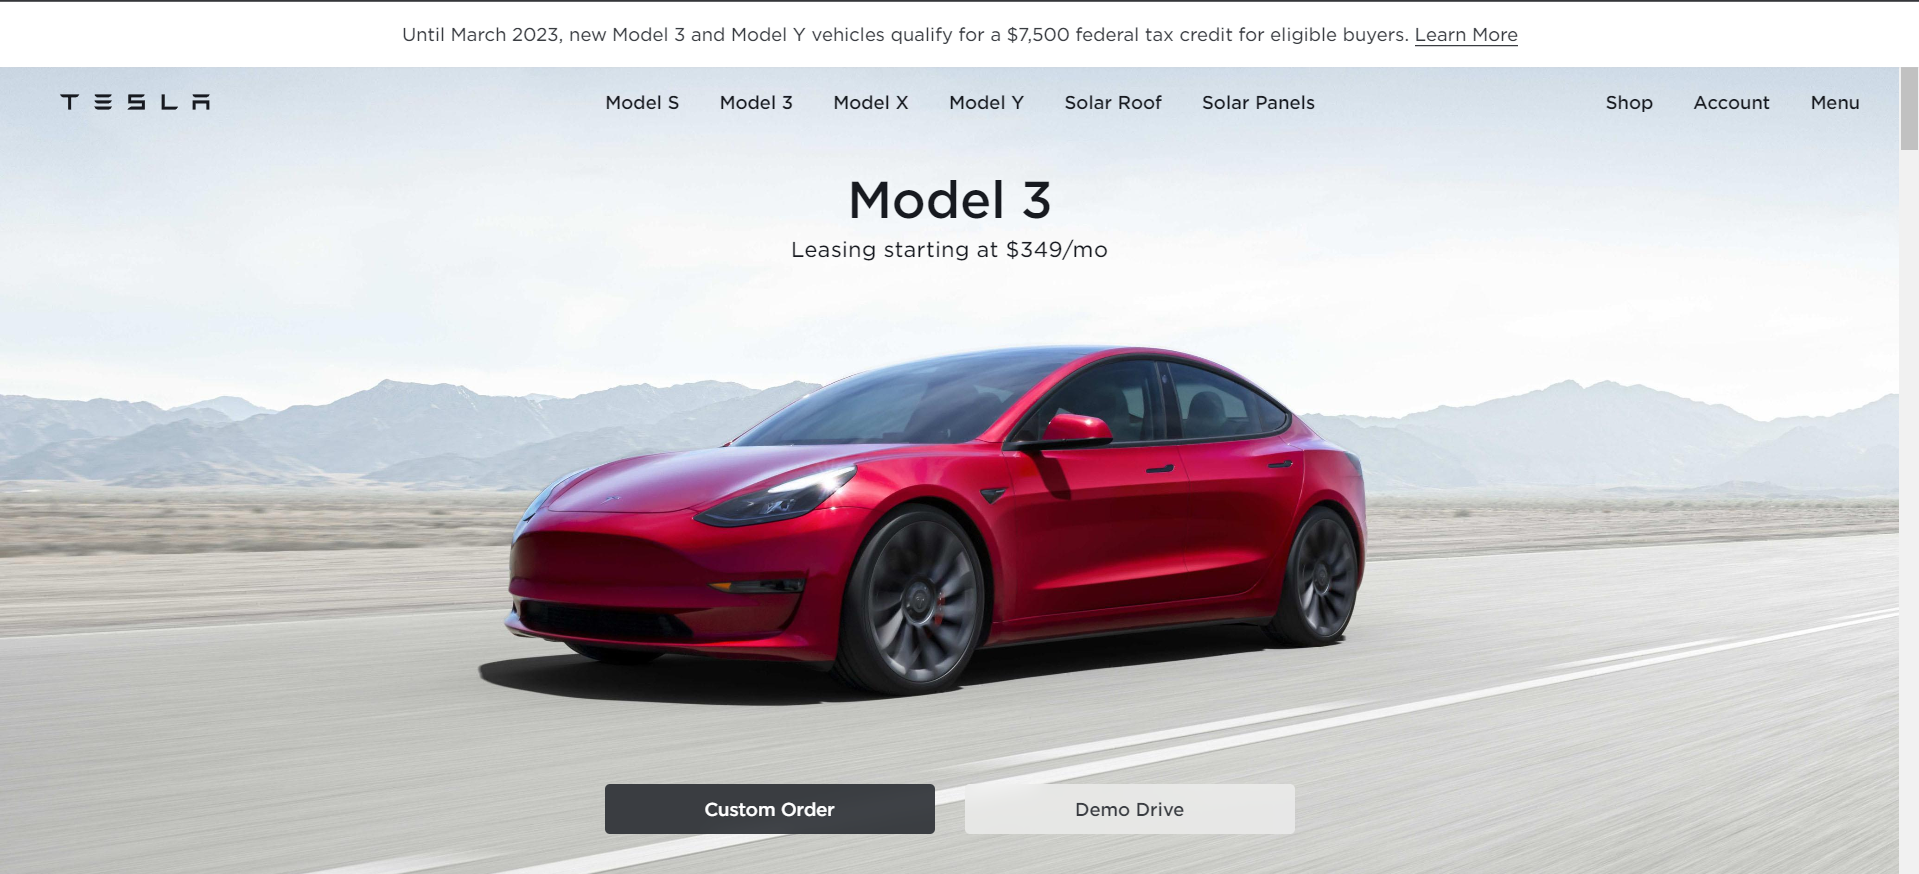 Until March 2023, new Model 3 and Model Y vehicles qualify for a $7,500 federal tax credit for eligible buyers. Learn More
TESLA Model S Model 3 Model X Model Y Solar Roof Solar Panels Shop Account Menu
Model 3
Leasing starting at $349/mo
Custom Order Demo Drive